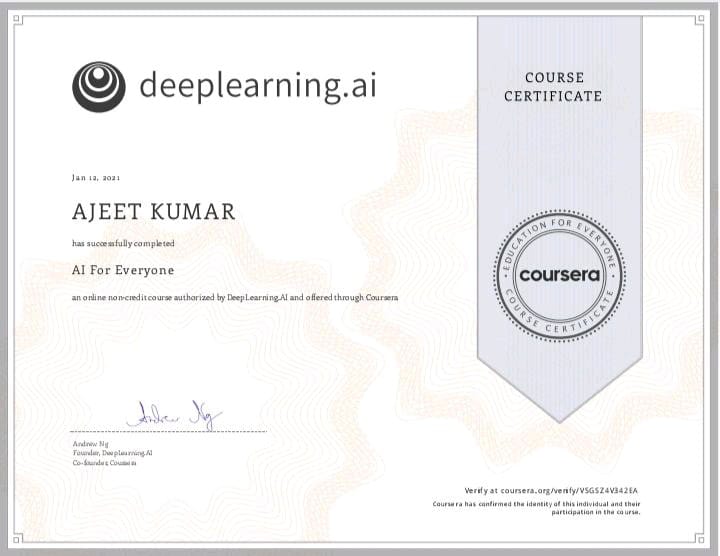 deeplearning.ai
COURSE
CERTIFICATE
Jan 12, 2021
AJEET KUMAR
has successfully completed
AI For Everyone
an online non-credit course authorized by DeepLearning.AI and offered through Coursera
EDUCATION FOR EVERYONE
coursera
COURSE CERTIFICATE
Andrew Ng
Andrew Ng
Founder, DeepLearning.AI
Co-founder, Coursera
Verify at coursera.org/verify/VSGSZ4V342EA
Coursera has confirmed the identity of this individual and their
participation in the course.